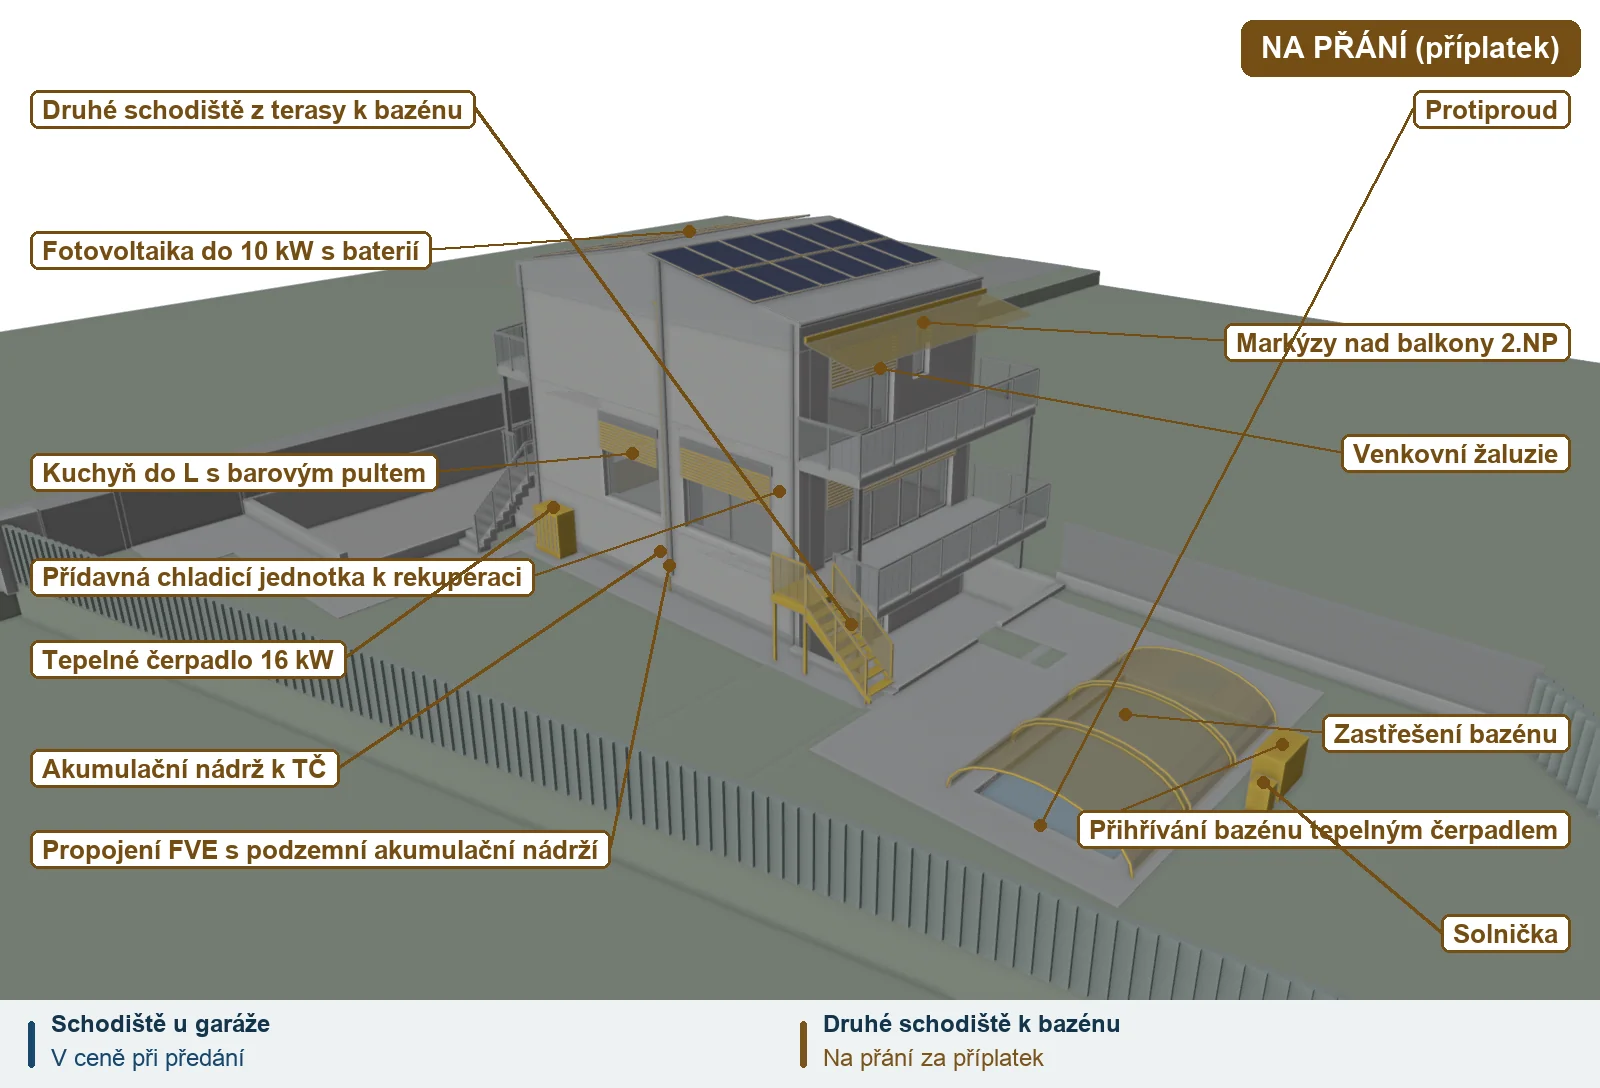 NA PŘÁNÍ (příplatek)
Druhé schodiště z terasy k bazénu
Protiproud
Fotovoltaika do 10 kW s baterií
Markýzy nad balkony 2.NP
Venkovní žaluzie
Kuchyň do L s barovým pultem
Přídavná chladicí jednotka k rekuperaci
Tepelné čerpadlo 16 kW
Zastřešení bazénu
Akumulační nádrž k TČ
Přihřívání bazénu tepelným čerpadlem
Propojení FVE s podzemní akumulační nádrží
Solnička
Schodiště u garáže
V ceně při předání
Druhé schodiště k bazénu
Na přání za příplatek